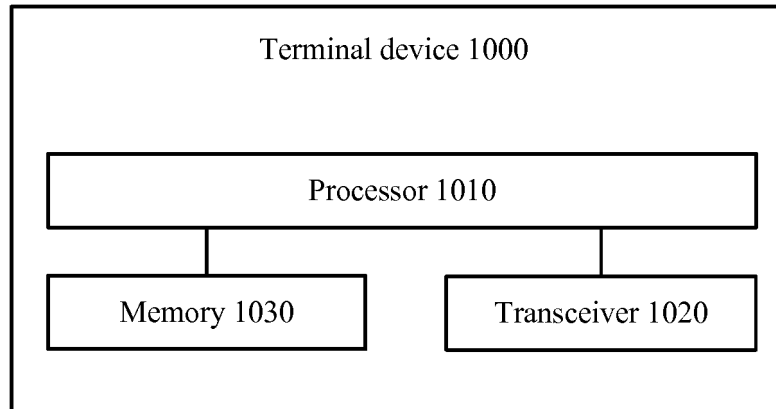 Terminal device 1000
Processor 1010
Memory 1030
Transceiver 1020